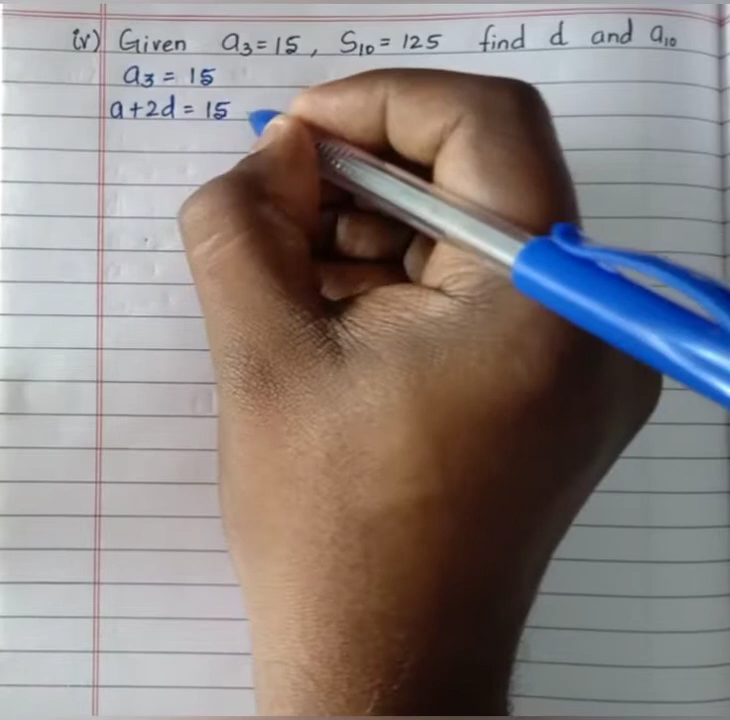 (iv) Given a₃ = 15, S₁₀ = 125 find d and a₁₀
a₃ = 15
a + 2d = 15